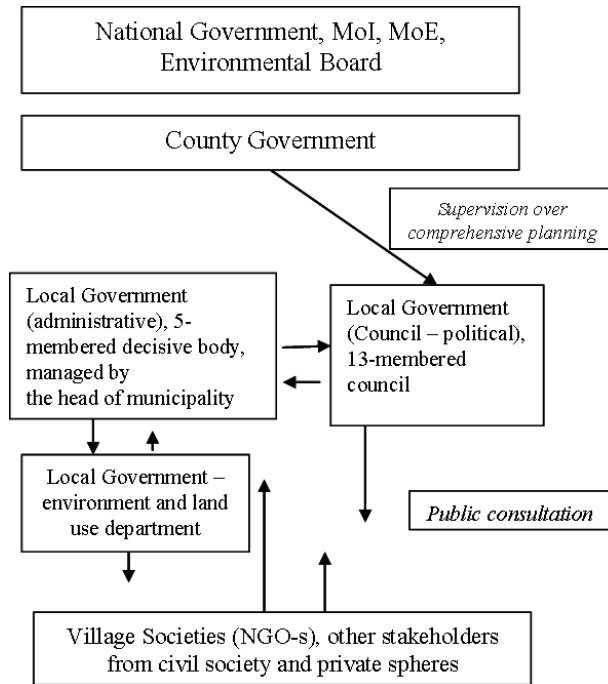 National Government, MoI, MoE,
Environmental Board
County Government
Supervision over
comprehensive planning
Local Government
(administrative), 5-
membered decisive body,
managed by
the head of municipality
Local Government
(Council – political),
13-membered
council
Local Government –
environment and land
use department
Public consultation
Village Societies (NGO-s), other stakeholders
from civil society and private spheres